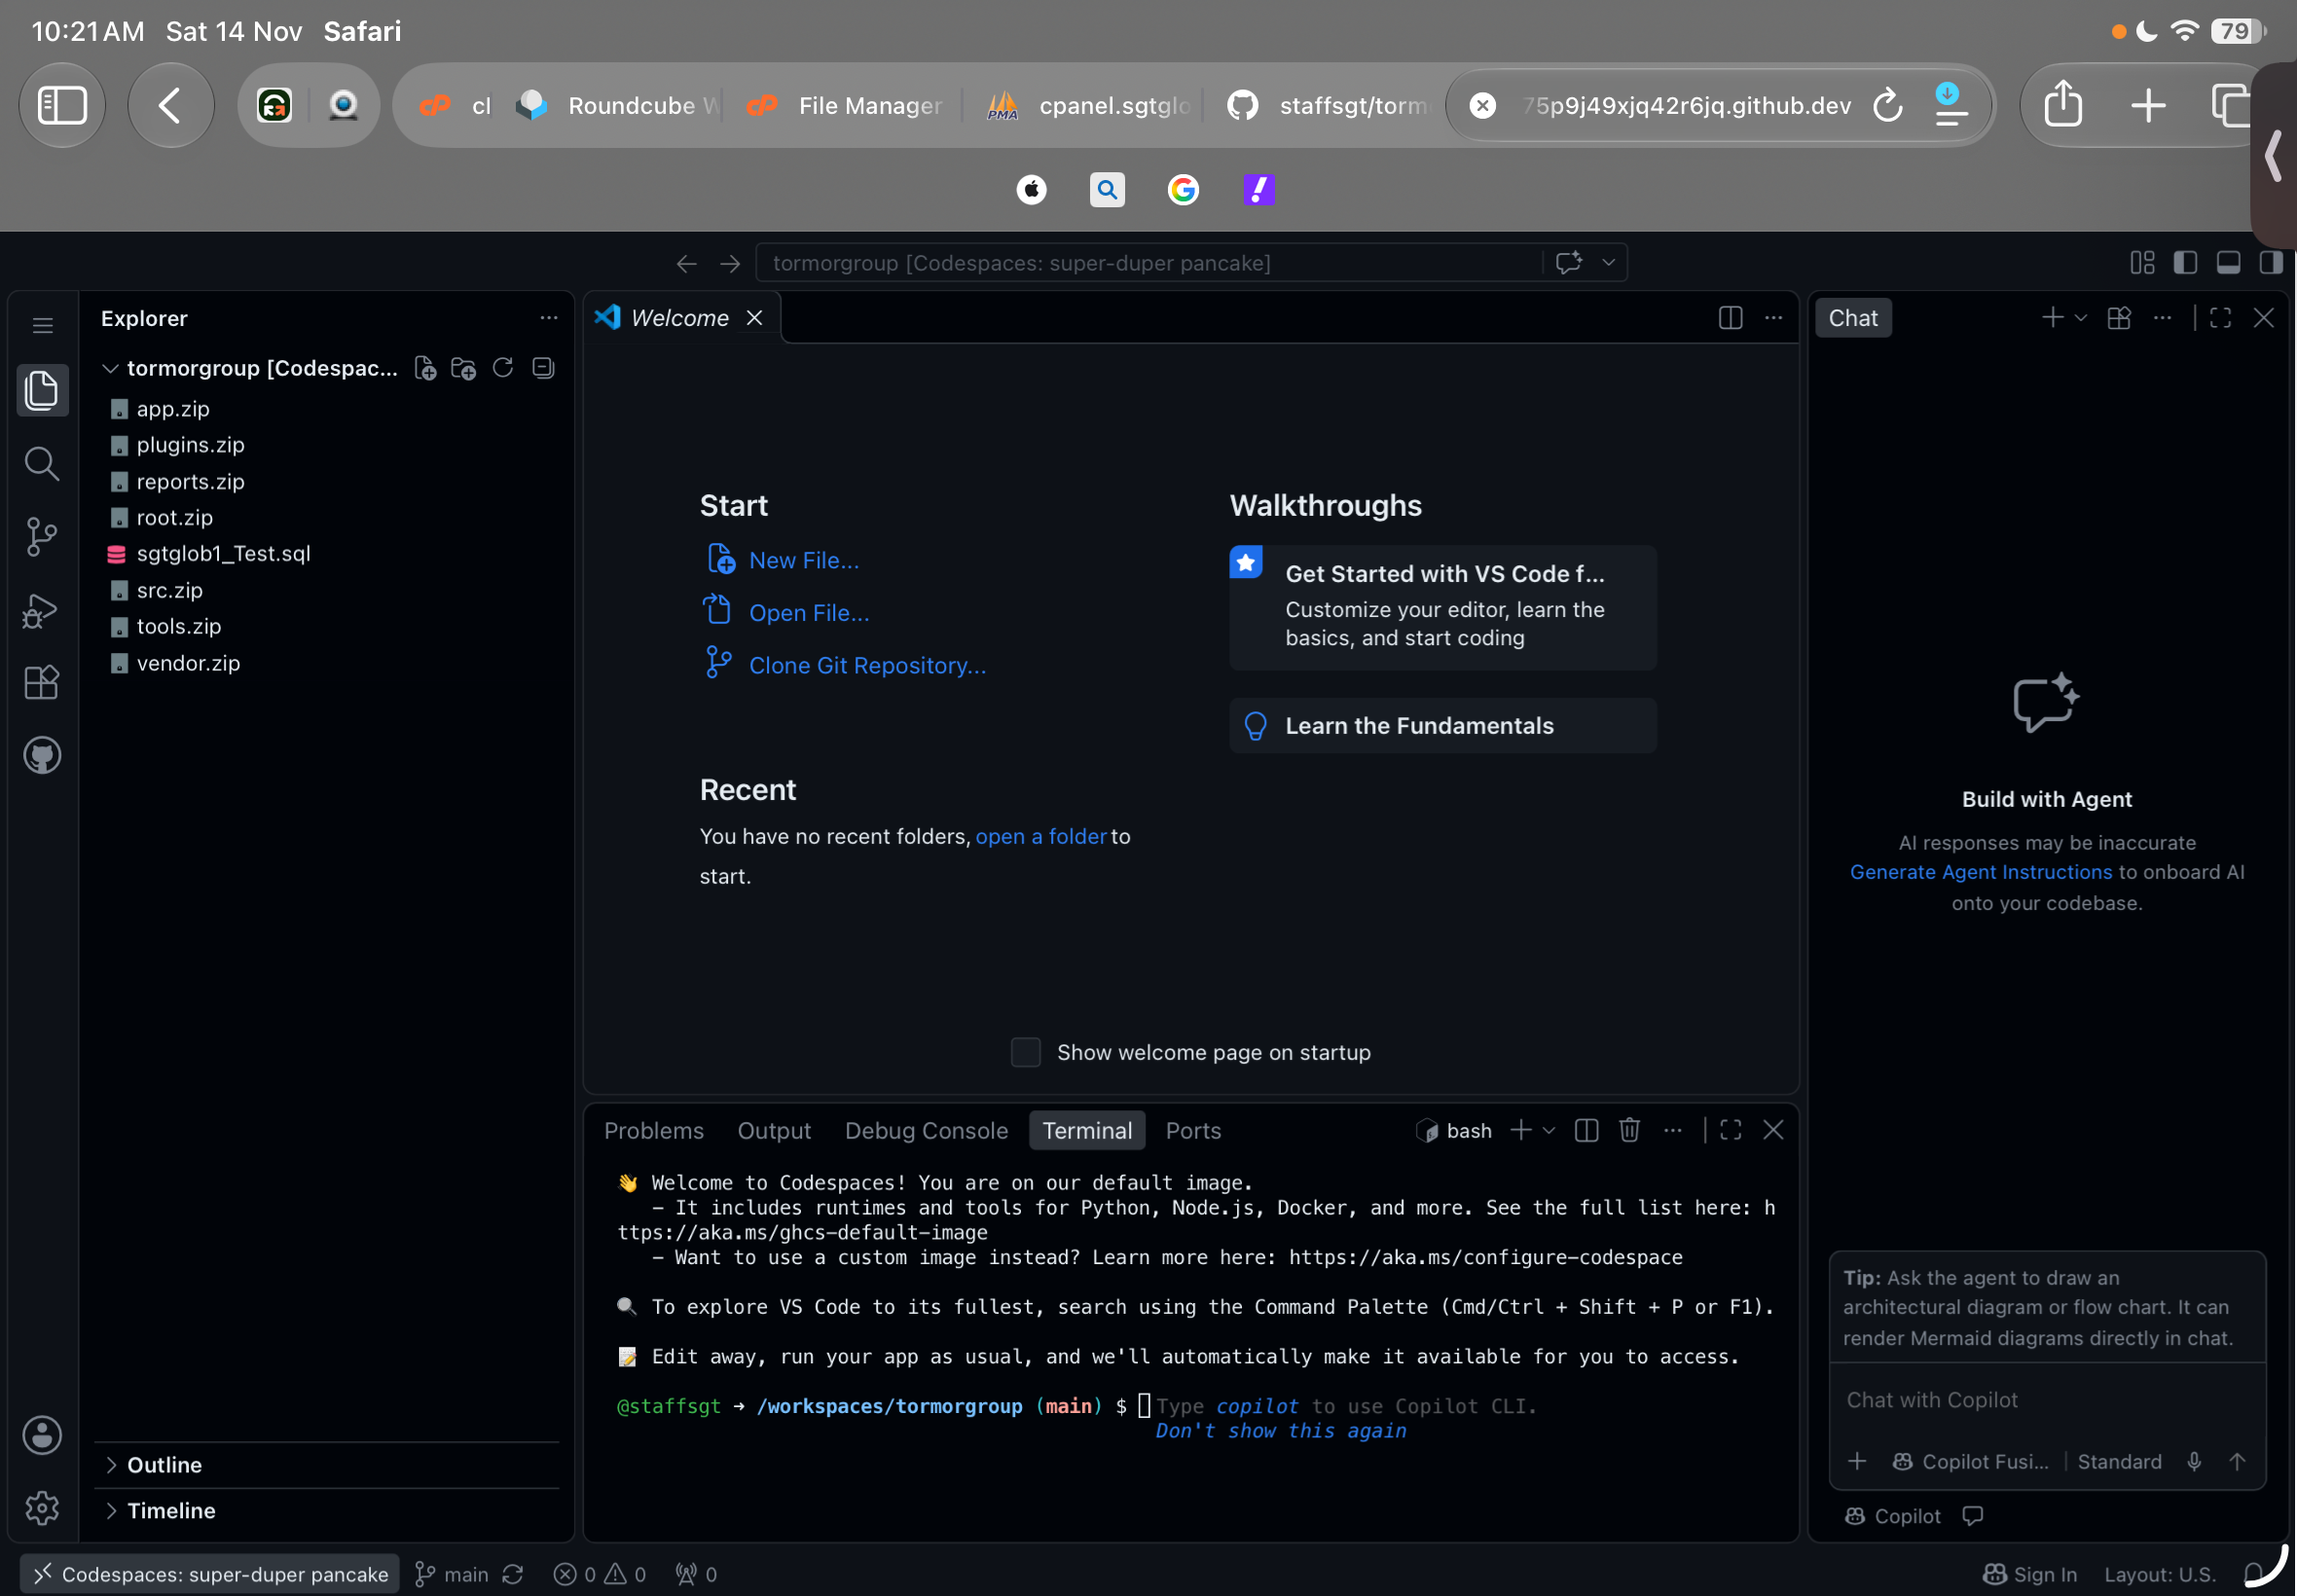 10:21 AM Sat 14 Nov Safari
79
cl
Roundcube W
File Manager
PMA
cpanel.sgtglo
staffsgt/torm
75p9j49xjq42r6jq.github.dev
tormorgroup [Codespaces: super-duper pancake]
Explorer
tormorgroup [Codespac...
app.zip
plugins.zip
reports.zip
root.zip
sgtglob1_Test.sql
src.zip
tools.zip
vendor.zip
Outline
Timeline
Welcome
Start
New File...
Open File...
Clone Git Repository...
Recent
You have no recent folders, open a folder to
start.
Walkthroughs
Get Started with VS Code f...
Customize your editor, learn the
basics, and start coding
Learn the Fundamentals
Show welcome page on startup
Problems Output Debug Console Terminal Ports
bash
👋 Welcome to Codespaces! You are on our default image.
– It includes runtimes and tools for Python, Node.js, Docker, and more. See the full list here: h
ttps://aka.ms/ghcs-default-image
– Want to use a custom image instead? Learn more here: https://aka.ms/configure-codespace
🔍 To explore VS Code to its fullest, search using the Command Palette (Cmd/Ctrl + Shift + P or F1).
📝 Edit away, run your app as usual, and we'll automatically make it available for you to access.
@staffsgt → /workspaces/tormorgroup (main) $ Type copilot to use Copilot CLI.
Don't show this again
Chat
Build with Agent
AI responses may be inaccurate
Generate Agent Instructions to onboard AI
onto your codebase.
Tip: Ask the agent to draw an
architectural diagram or flow chart. It can
render Mermaid diagrams directly in chat.
Chat with Copilot
Copilot Fusi... Standard
Copilot
Codespaces: super-duper pancake main 0 0 0
Sign In Layout: U.S.